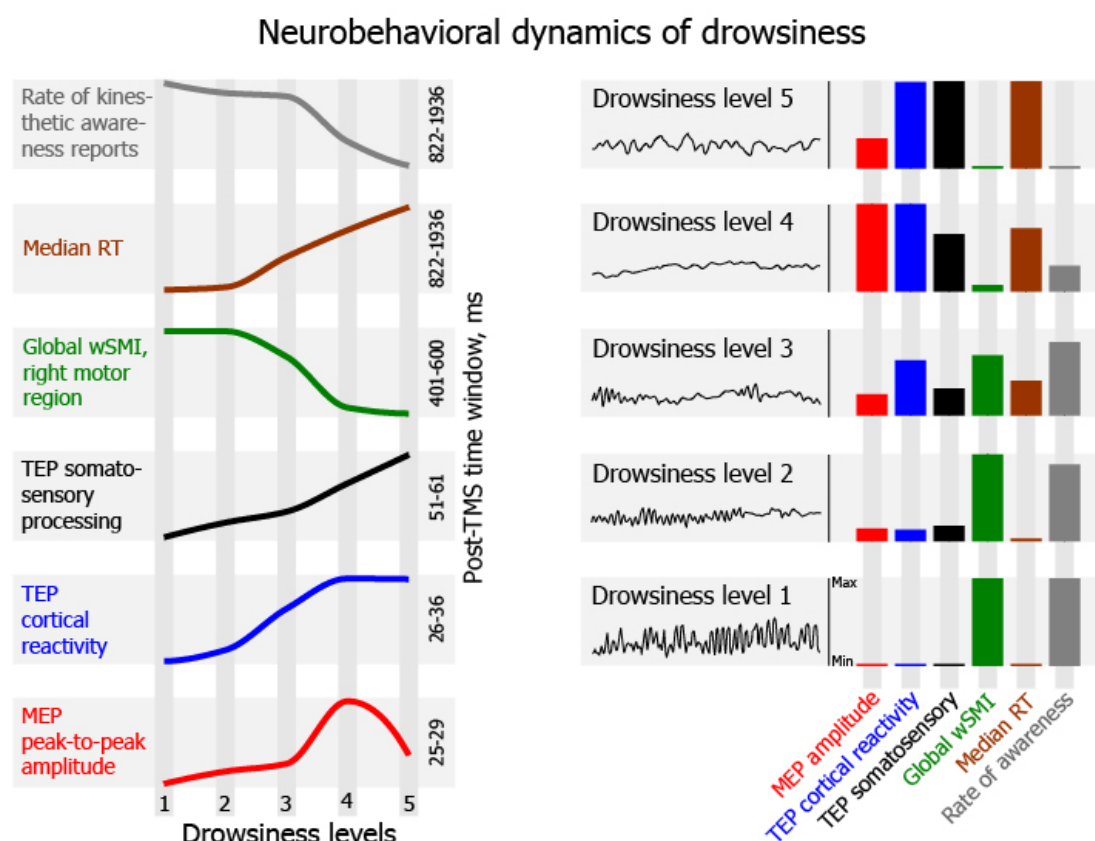 Neurobehavioral dynamics of drowsiness
Rate of kines-
thetic aware-
ness reports
822-1936
Median RT
822-1936
Global wSMI,
right motor
region
401-600
TEP somato-
sensory
processing
51-61
TEP
cortical
reactivity
26-36
MEP
peak-to-peak
amplitude
25-29
1 2 3 4 5
Drowsiness levels
Post-TMS time window, ms
Drowsiness level 5
Drowsiness level 4
Drowsiness level 3
Drowsiness level 2
Drowsiness level 1
Max
Min
MEP amplitude
TEP cortical reactivity
TEP somatosensory
Global wSMI
Median RT
Rate of awareness